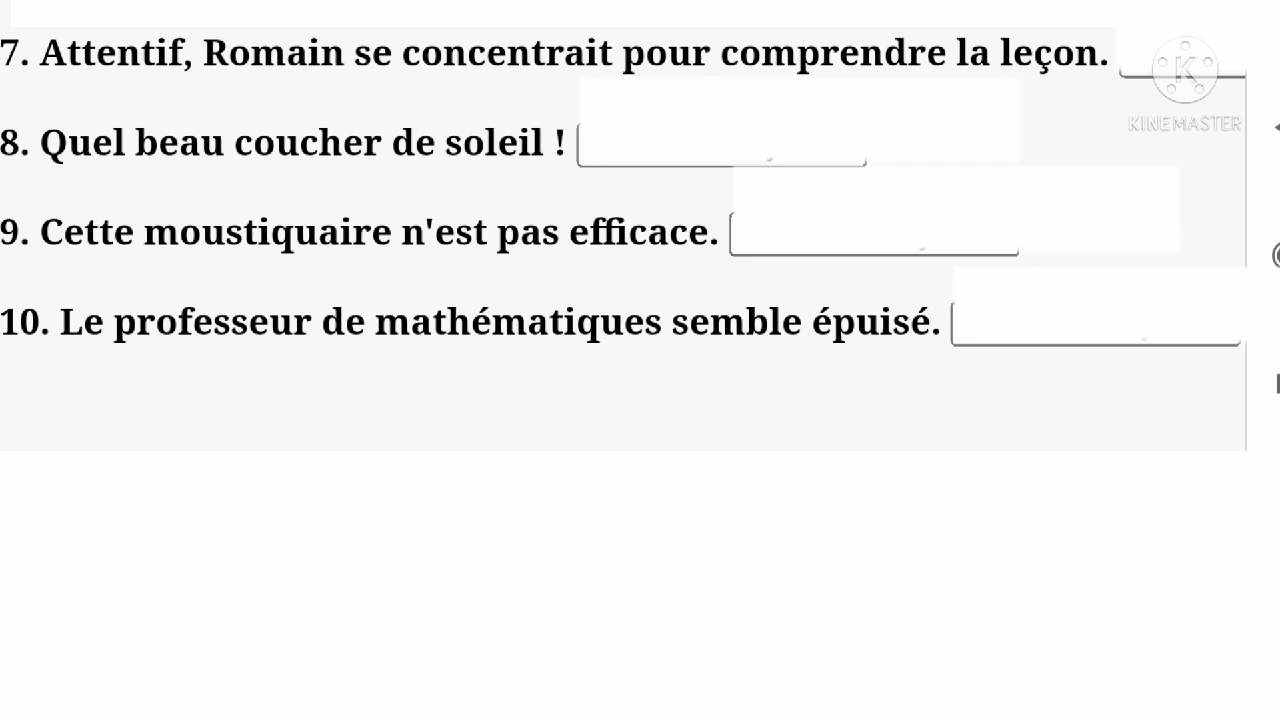 7. Attentif, Romain se concentrait pour comprendre la leçon.
KINEMASTER
8. Quel beau coucher de soleil !
9. Cette moustiquaire n'est pas efficace.
10. Le professeur de mathématiques semble épuisé.